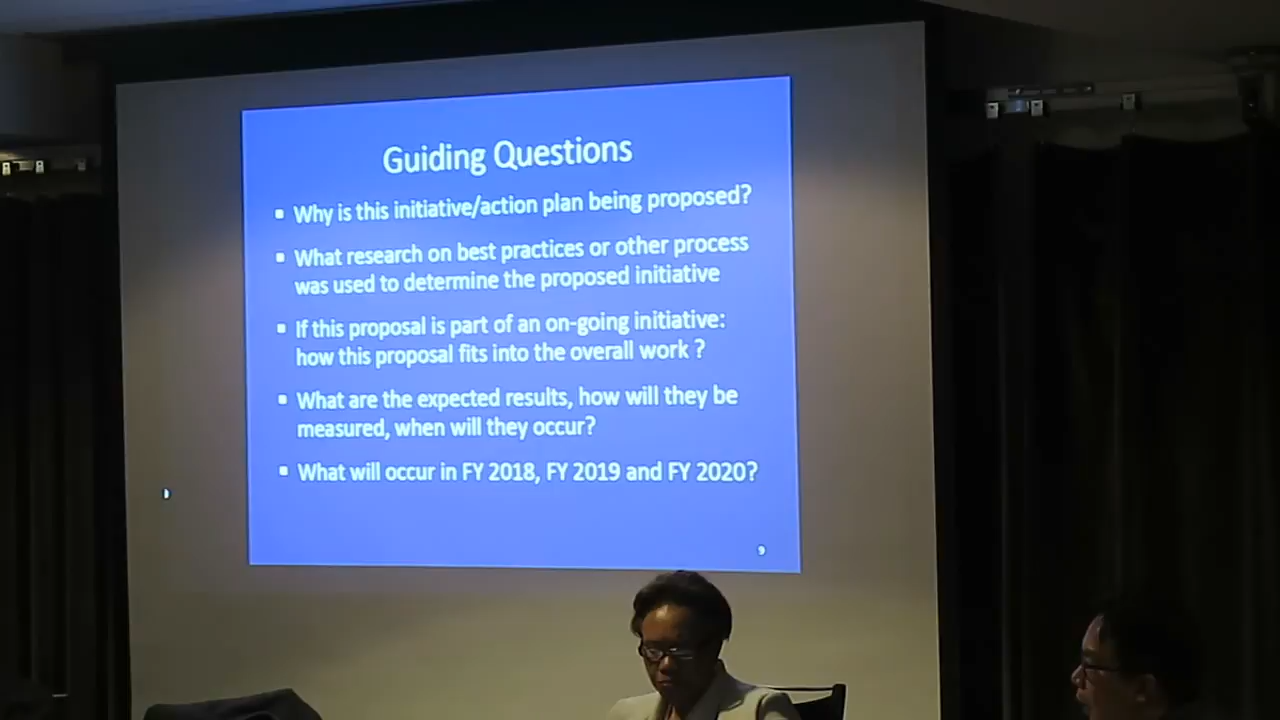 Guiding Questions
▪ Why is this initiative/action plan being proposed?
▪ What research on best practices or other process
was used to determine the proposed initiative
▪ If this proposal is part of an on-going initiative:
how this proposal fits into the overall work ?
▪ What are the expected results, how will they be
measured, when will they occur?
▪ What will occur in FY 2018, FY 2019 and FY 2020?
9